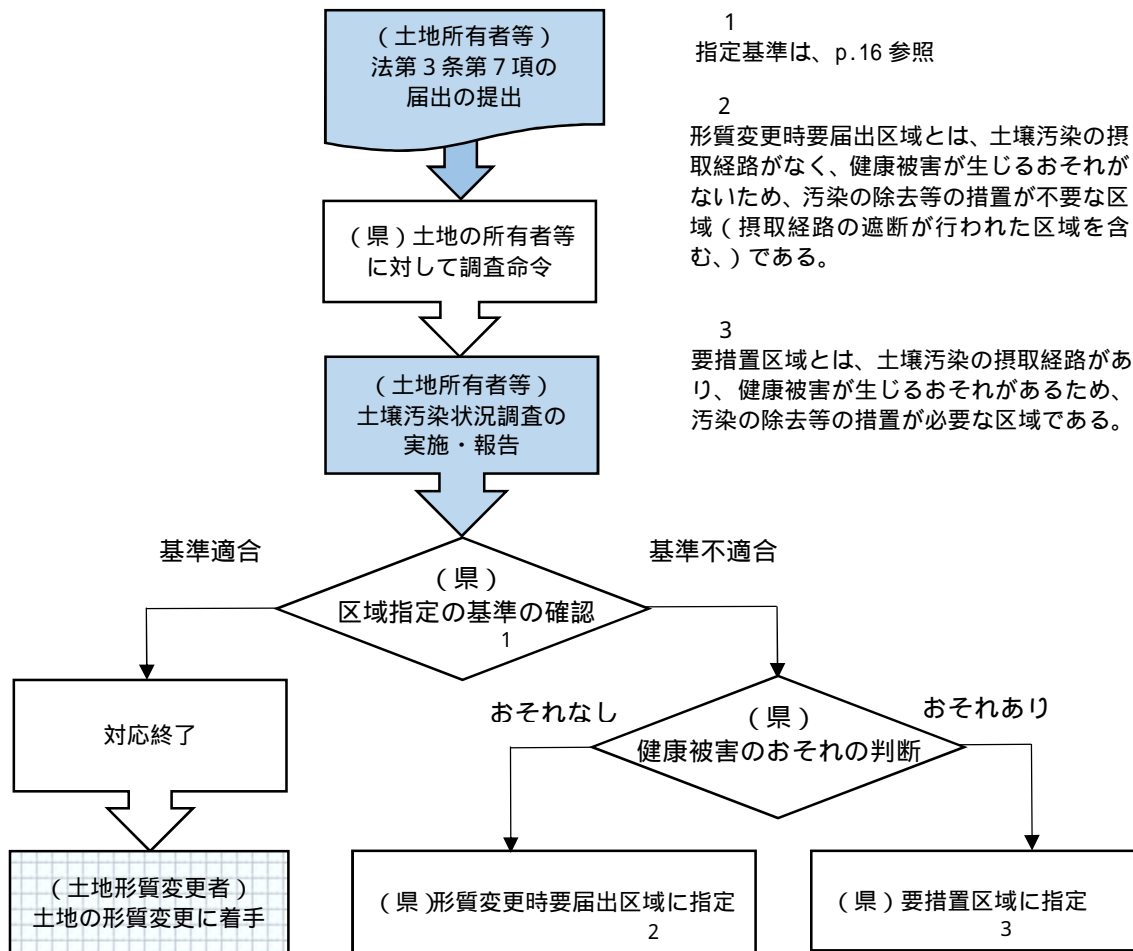 （土地所有者等）
法第３条第７項の
届出の提出
1
指定基準は、p.16 参照
2
形質変更時要届出区域とは、土壌汚染の摂
取経路がなく、健康被害が生じるおそれが
ないため、汚染の除去等の措置が不要な区
域（摂取経路の遮断が行われた区域を含
む、）である。
（県）土地の所有者等
に対して調査命令
3
要措置区域とは、土壌汚染の摂取経路があ
り、健康被害が生じるおそれがあるため、
汚染の除去等の措置が必要な区域である。
（土地所有者等）
土壌汚染状況調査の
実施・報告
基準適合
基準不適合
（県）
区域指定の基準の確認
1
対応終了
おそれなし
おそれあり
（県）
健康被害のおそれの判断
（土地形質変更者）
土地の形質変更に着手
（県）形質変更時要届出区域に指定
2
（県）要措置区域に指定
3